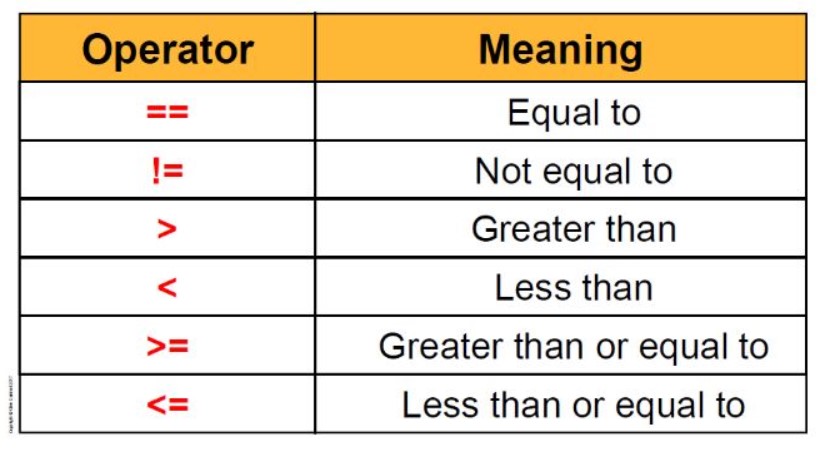 Operator Meaning
== Equal to
!= Not equal to
> Greater than
< Less than
>= Greater than or equal to
<= Less than or equal to